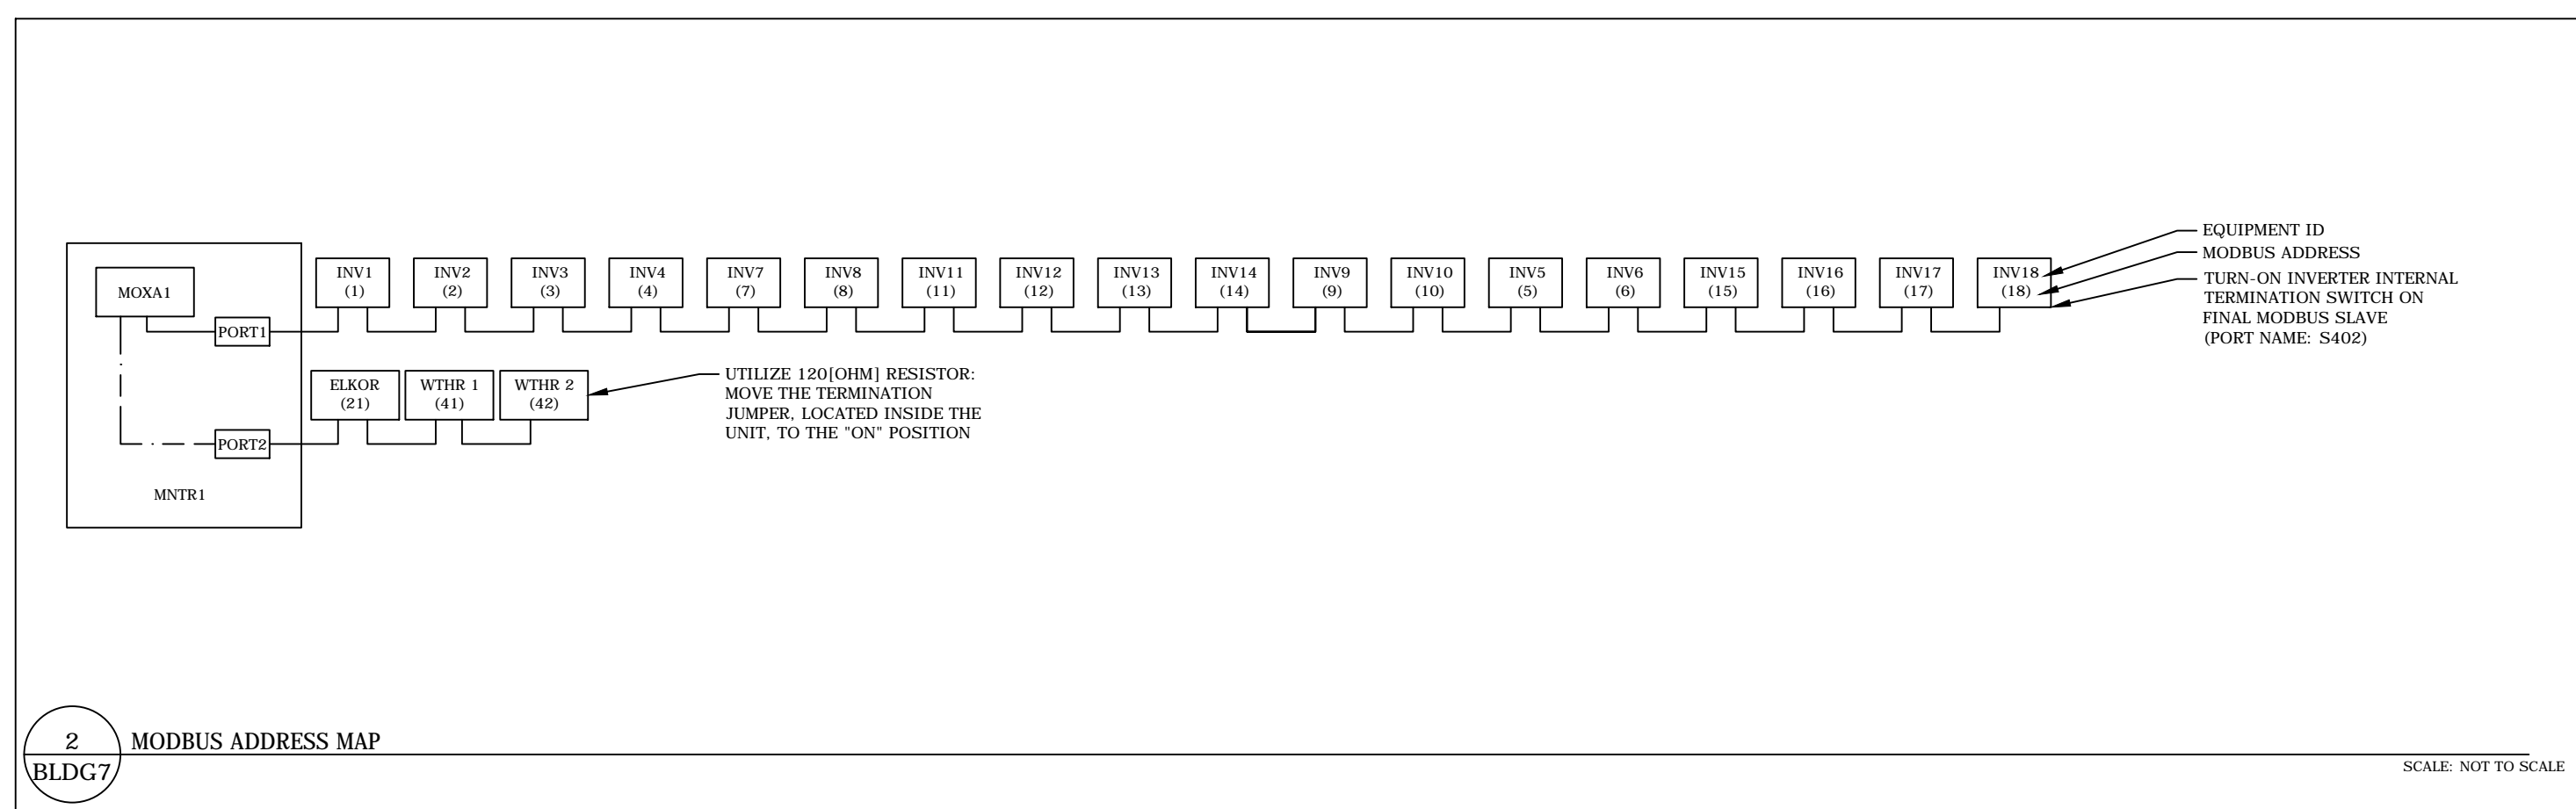 MOXA1
PORT1
PORT2
MNTR1
INV1
(1)
INV2
(2)
INV3
(3)
INV4
(4)
INV7
(7)
INV8
(8)
INV11
(11)
INV12
(12)
INV13
(13)
INV14
(14)
INV9
(9)
INV10
(10)
INV5
(5)
INV6
(6)
INV15
(15)
INV16
(16)
INV17
(17)
INV18
(18)
EQUIPMENT ID
MODBUS ADDRESS
TURN-ON INVERTER INTERNAL
TERMINATION SWITCH ON
FINAL MODBUS SLAVE
(PORT NAME: S402)
ELKOR
(21)
WTHR 1
(41)
WTHR 2
(42)
UTILIZE 120[OHM] RESISTOR:
MOVE THE TERMINATION
JUMPER, LOCATED INSIDE THE
UNIT, TO THE "ON" POSITION
2
BLDG7
MODBUS ADDRESS MAP
SCALE: NOT TO SCALE